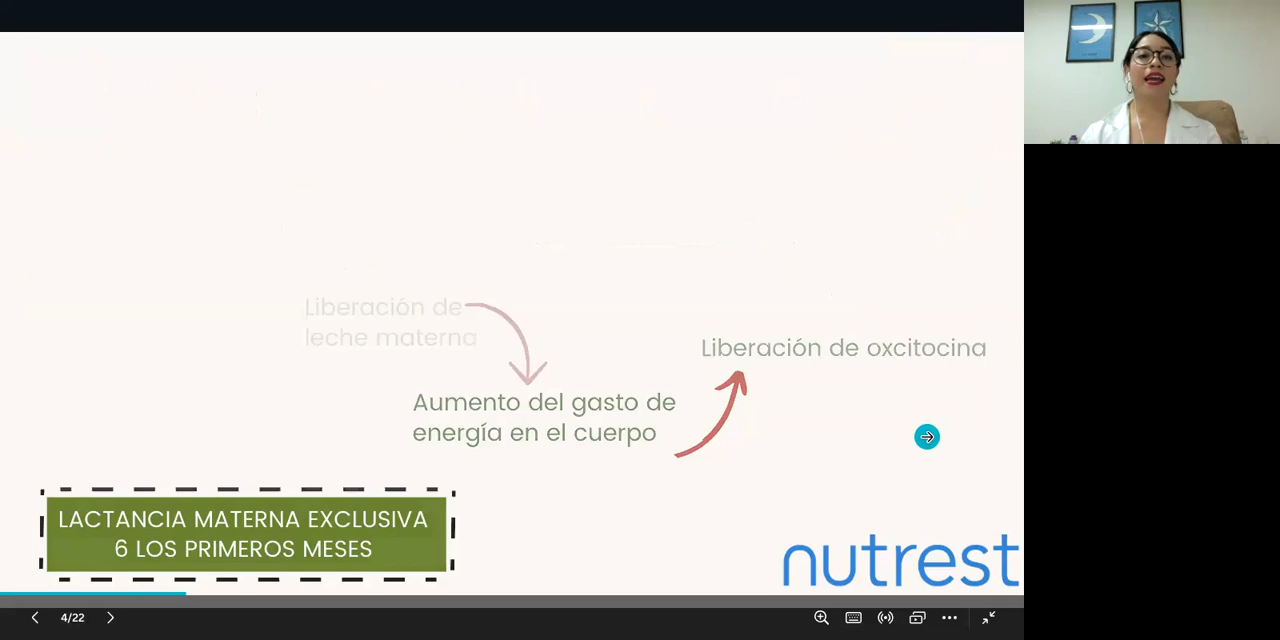 Liberación de
leche materna
Aumento del gasto de
energía en el cuerpo
Liberación de oxcitocina
LACTANCIA MATERNA EXCLUSIVA
6 LOS PRIMEROS MESES
nutrest
4/22